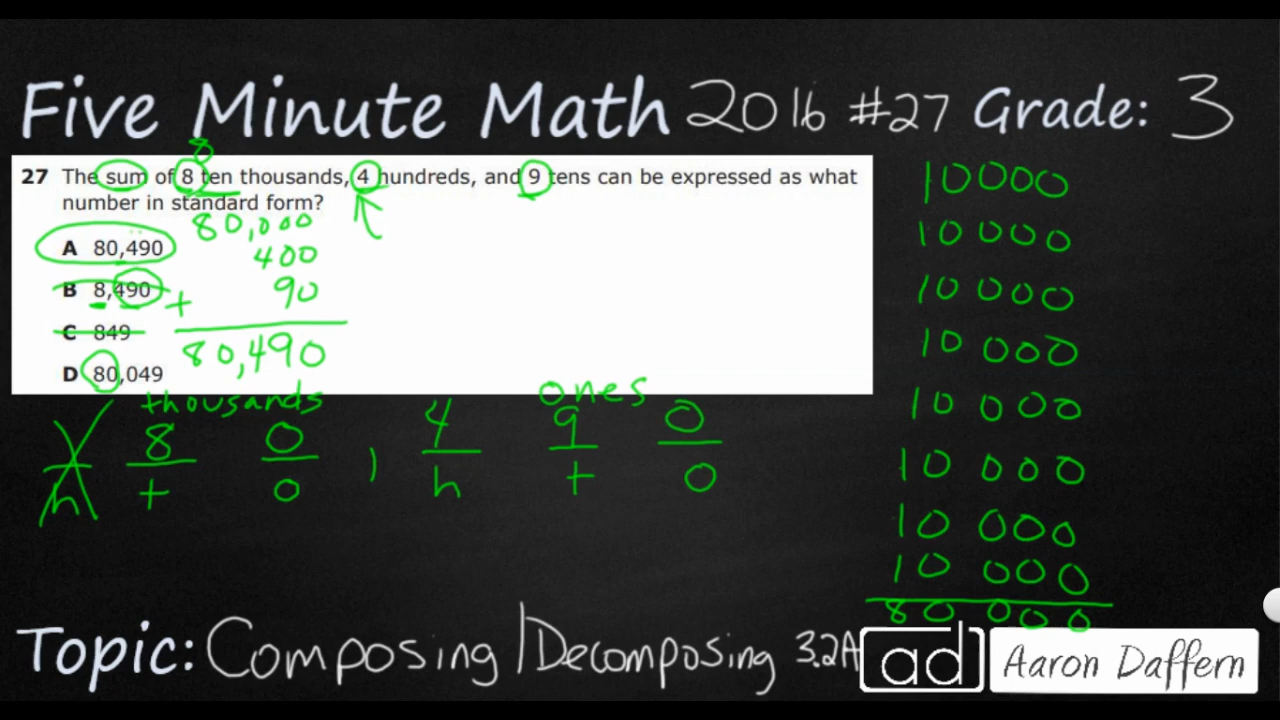 Five Minute Math 2016 #27 Grade: 3
8
27 The sum of 8 ten thousands, 4 hundreds, and 9 tens can be expressed as what
number in standard form?
80,000
A 80,490
400
B 8,490
+ 90
C 849
80,490
D 80,049
thousands ones
8 0 , 4 9 0
h t o h t o
10000
10000
10000
10000
10000
10000
10000
10000
80000
Topic: Composing/Decomposing 3.2A
ad
Aaron Daffern